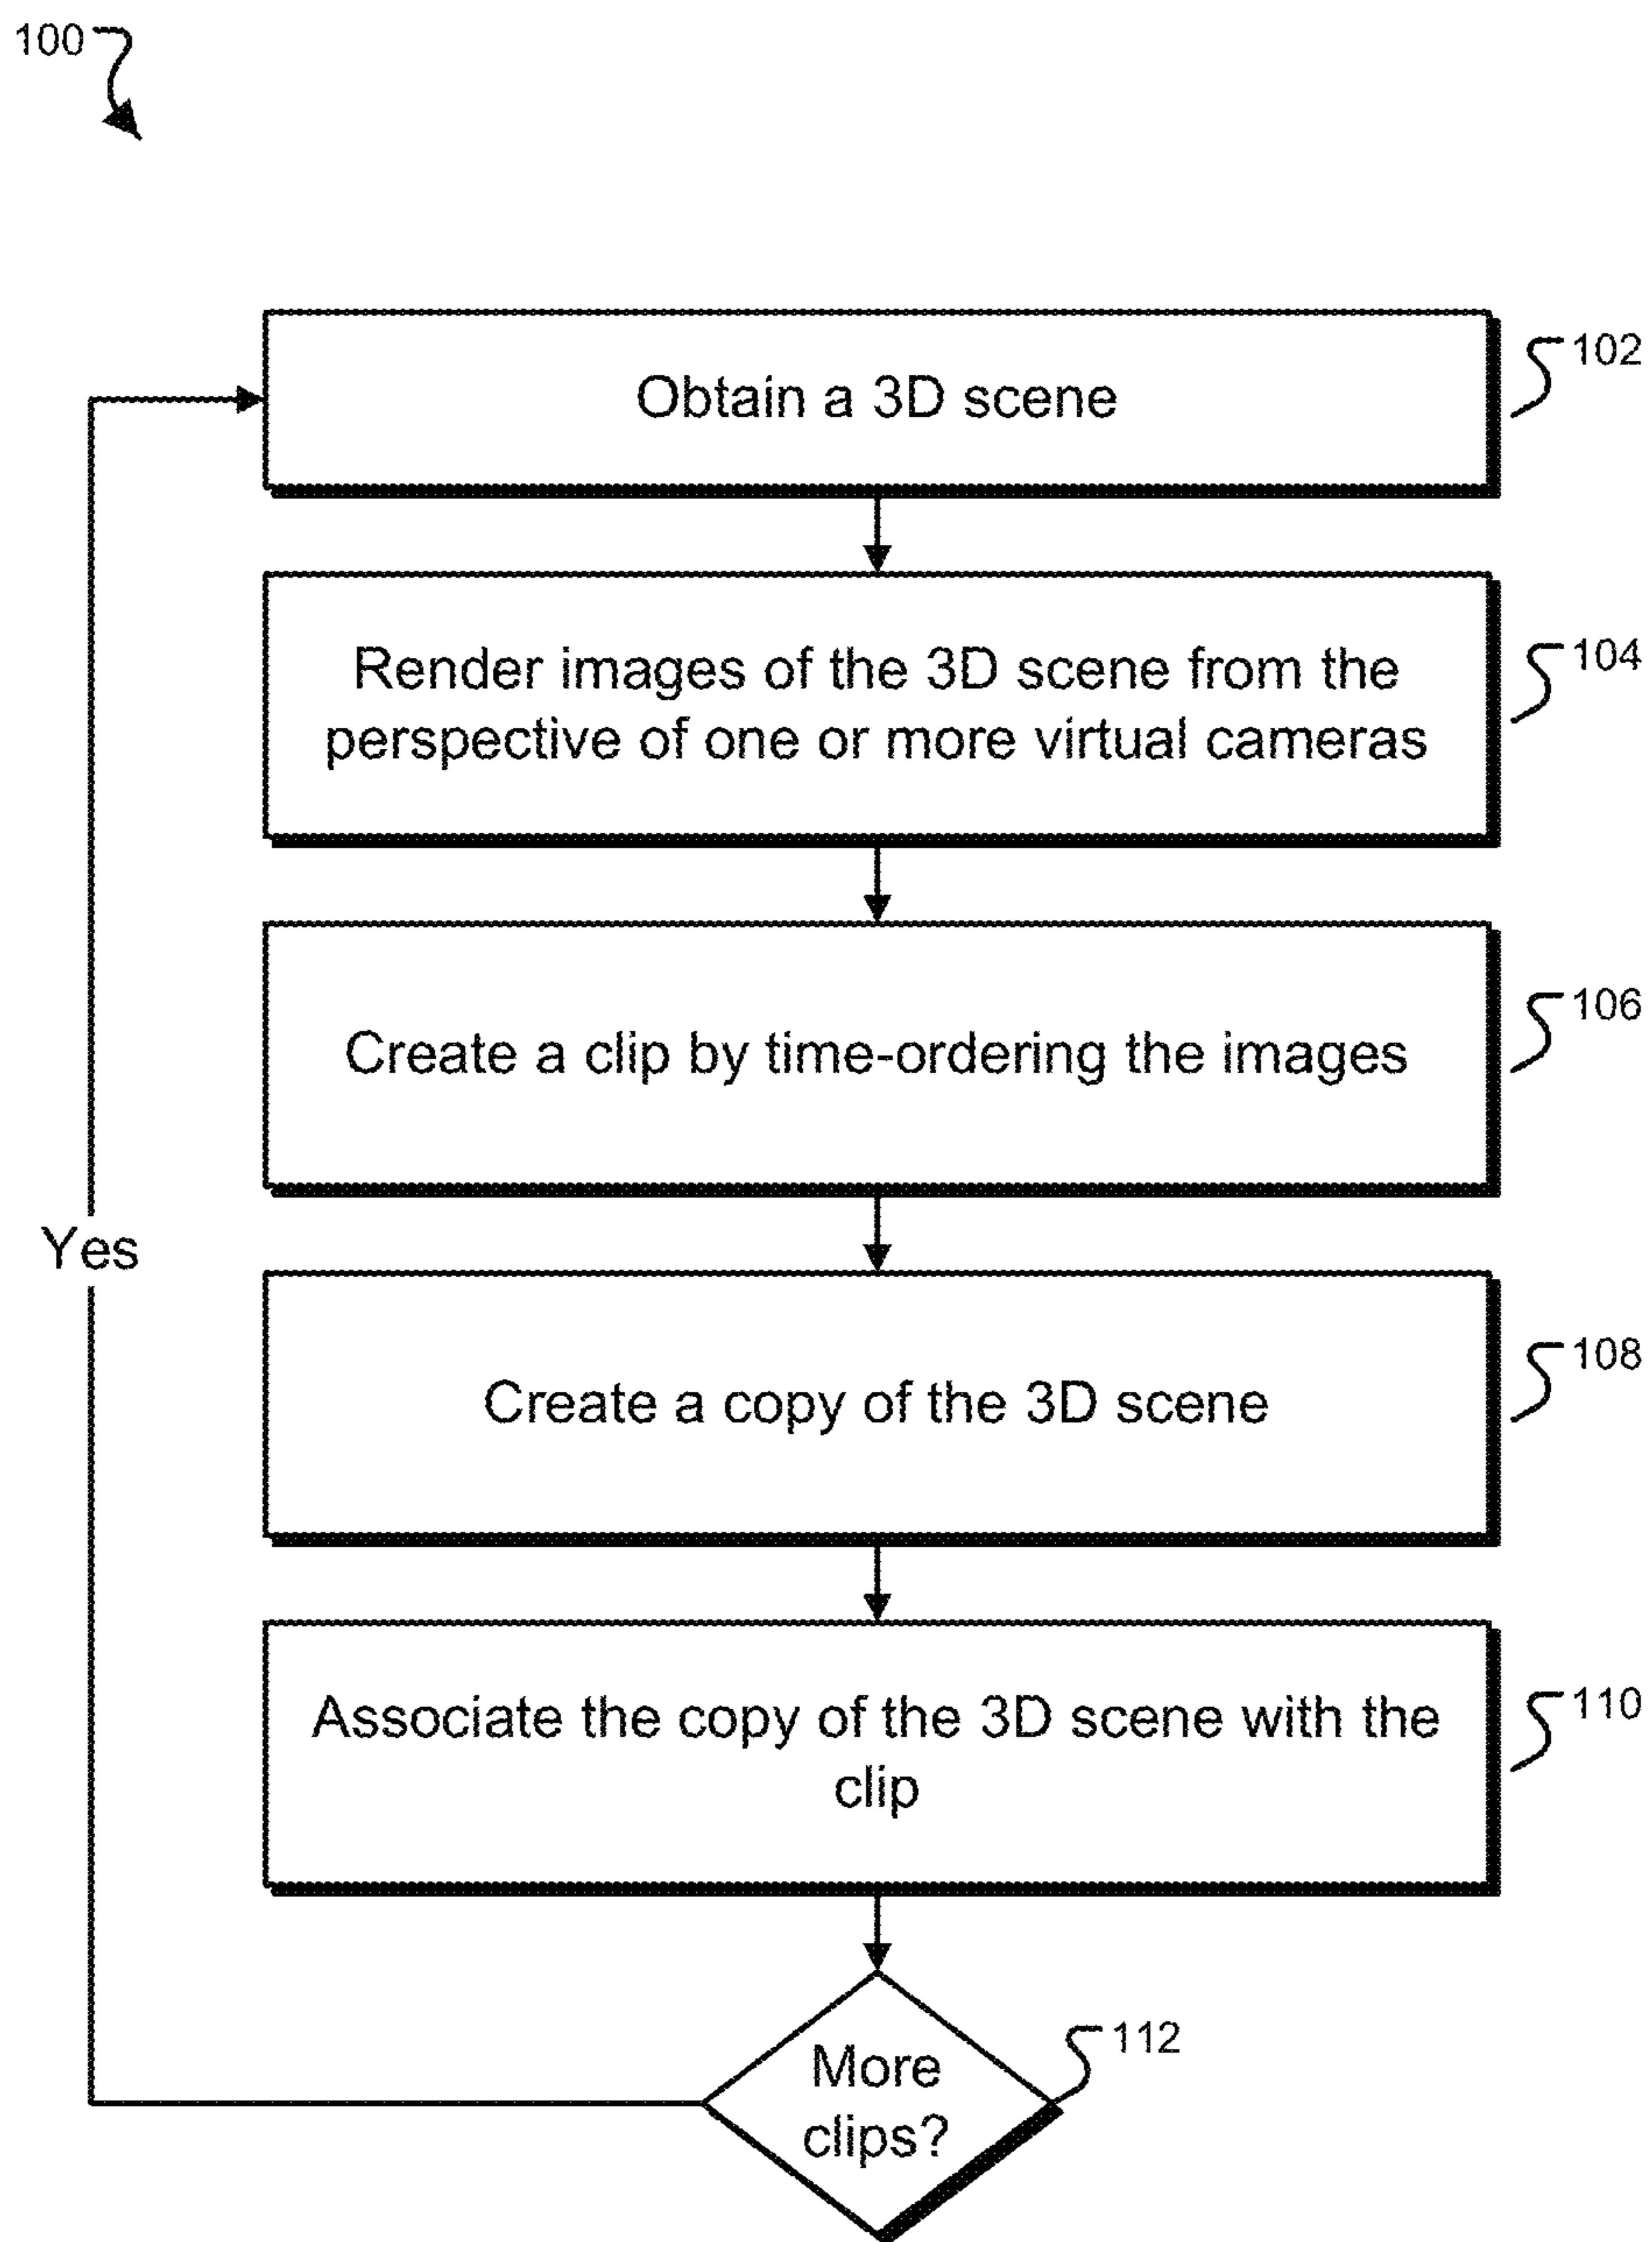 100
Obtain a 3D scene
102
Render images of the 3D scene from the
perspective of one or more virtual cameras
104
Create a clip by time-ordering the images
106
Yes
Create a copy of the 3D scene
108
Associate the copy of the 3D scene with the
clip
110
More
clips?
112